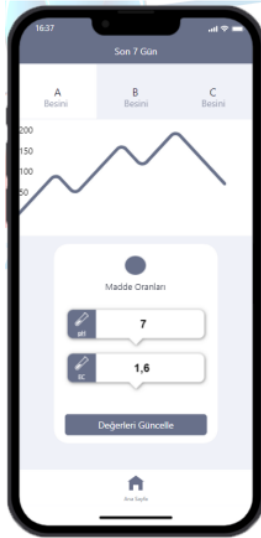 16:37
Son 7 Gün
A B C
Besini Besini Besini
200
150
100
50
Madde Oranları
pH 7
EC 1,6
Değerleri Güncelle
Ana Sayfa